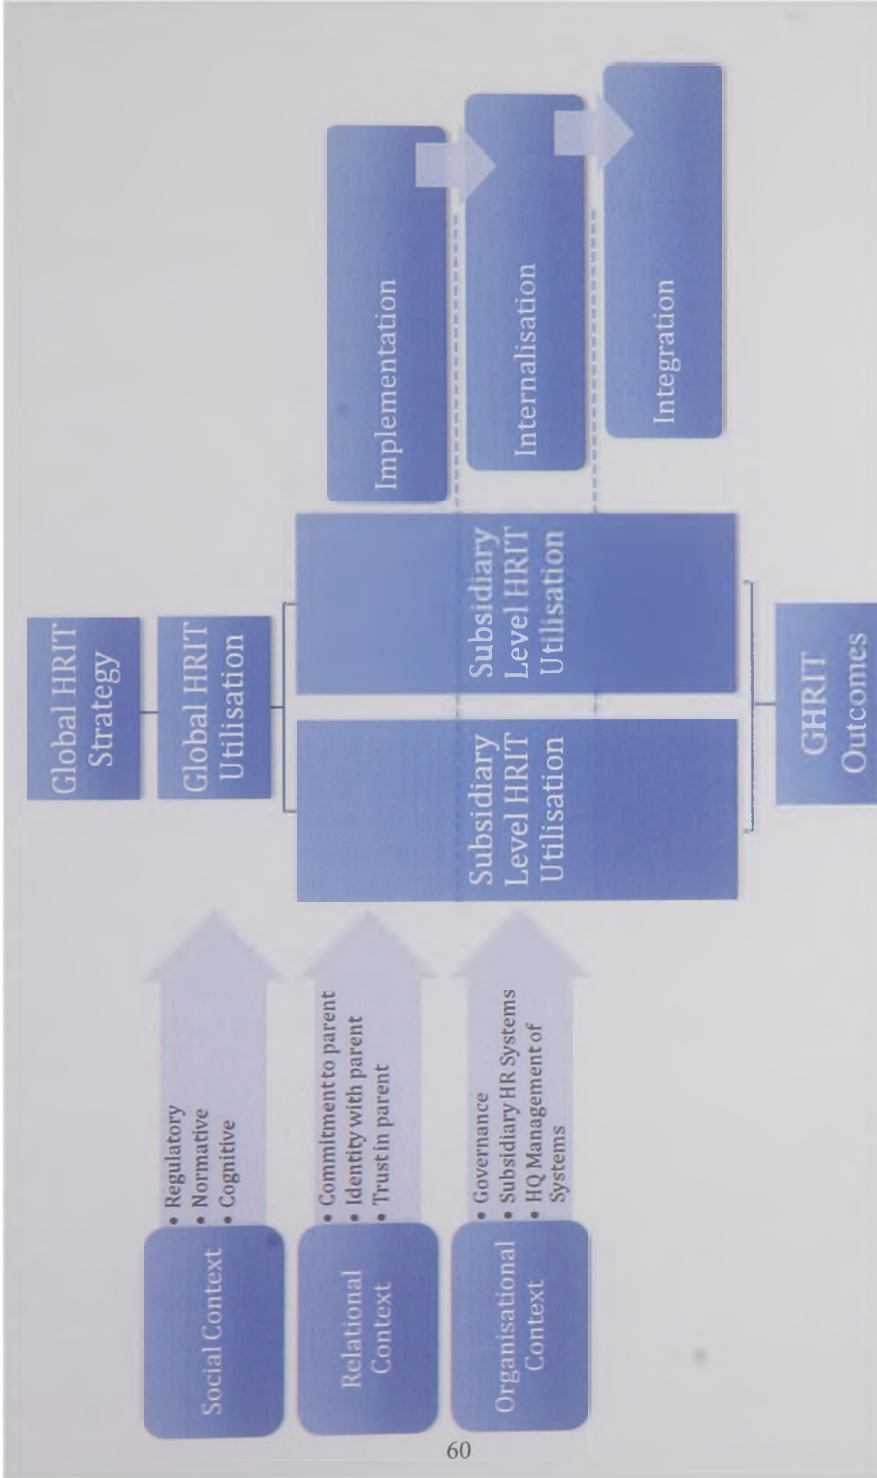 Global HRIT
Strategy
Global HRIT
Utilisation
Social Context
• Regulatory
• Normative
• Cognitive
Relational
Context
• Commitment to parent
• Identity with parent
• Trust in parent
Organisational
Context
• Governance
• Subsidiary HR Systems
• HQ Management of
Systems
Subsidiary
Level HRIT
Utilisation
Subsidiary
Level HRIT
Utilisation
Implementation
Internalisation
Integration
GHRIT
Outcomes
60